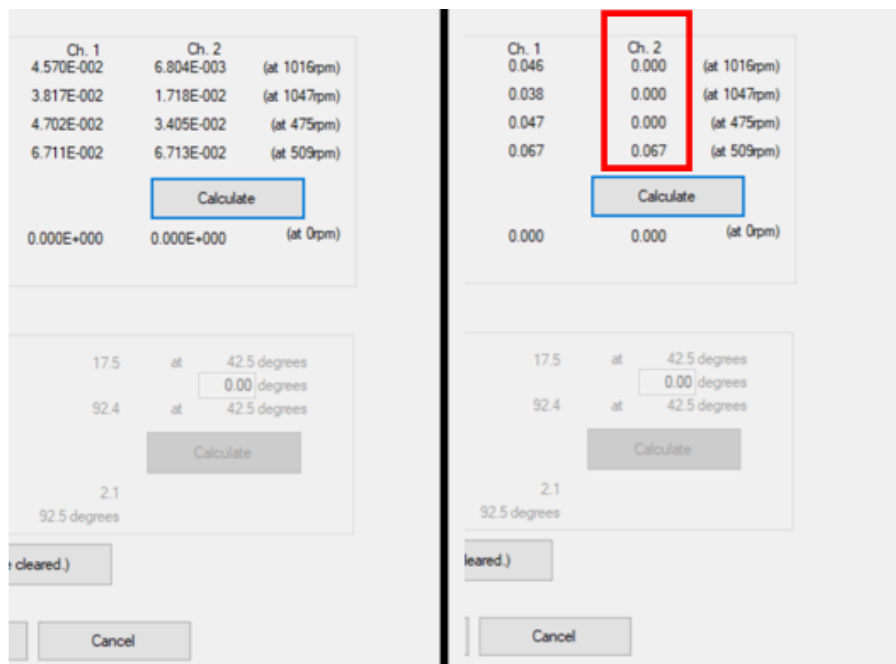 Ch. 1 Ch. 2
4.570E-002 6.804E-003 (at 1016rpm)
3.817E-002 1.718E-002 (at 1047rpm)
4.702E-002 3.405E-002 (at 475rpm)
6.711E-002 6.713E-002 (at 509rpm)
Calculate
0.000E+000 0.000E+000 (at 0rpm)
17.5 at 42.5 degrees
0.00 degrees
92.4 at 42.5 degrees
Calculate
2.1
92.5 degrees
cleared.)
Cancel
Ch. 1 Ch. 2
0.046 0.000 (at 1016rpm)
0.038 0.000 (at 1047rpm)
0.047 0.000 (at 475rpm)
0.067 0.067 (at 509rpm)
Calculate
0.000 0.000 (at 0rpm)
17.5 at 42.5 degrees
0.00 degrees
92.4 at 42.5 degrees
Calculate
2.1
92.5 degrees
leared.)
Cancel